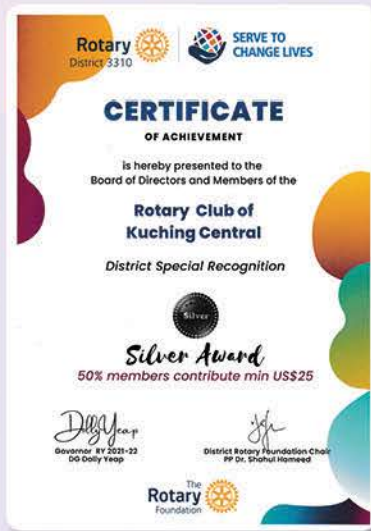 Rotary
District 3310
SERVE TO
CHANGE LIVES
CERTIFICATE
OF ACHIEVEMENT
is hereby presented to the
Board of Directors and Members of the
Rotary Club of
Kuching Central
District Special Recognition
Silver
Silver Award
50% members contribute min US$25
Dolly Yeap
Governor RY 2021-22
DG Dolly Yeap
District Rotary Foundation Chair
PP Dr. Shahul Hameed
The
Rotary
Foundation